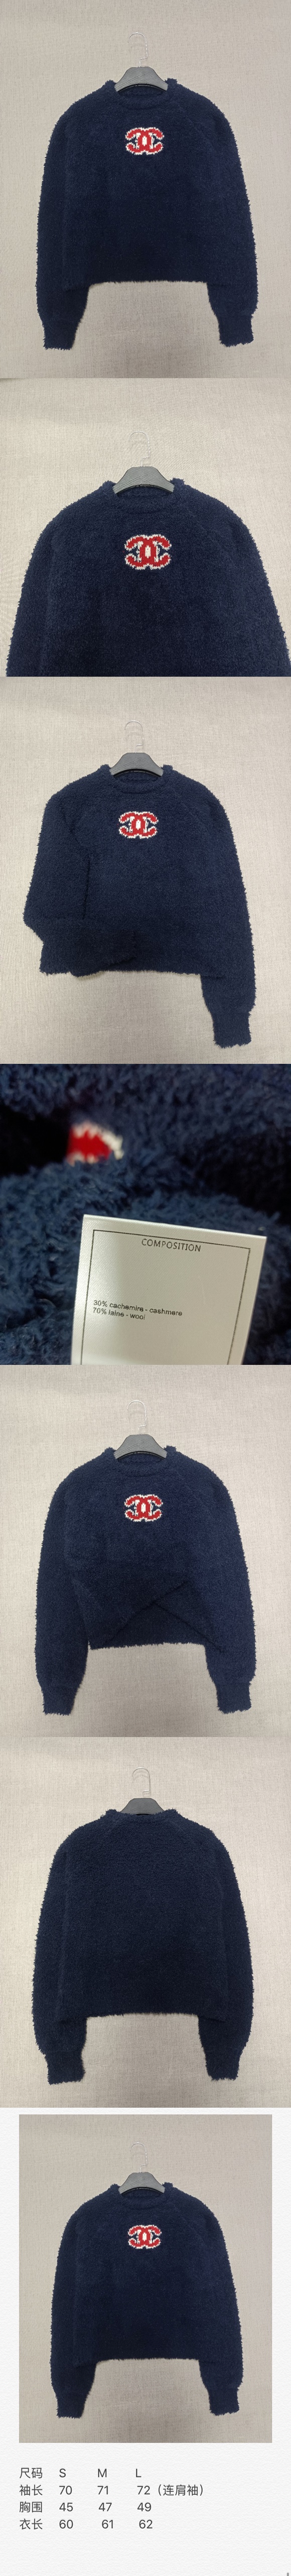 COMPOSITION
30% cachemire - cashmere
70% laine - wool
尺码 S M L
袖长 70 71 72（连肩袖）
胸围 45 47 49
衣长 60 61 62